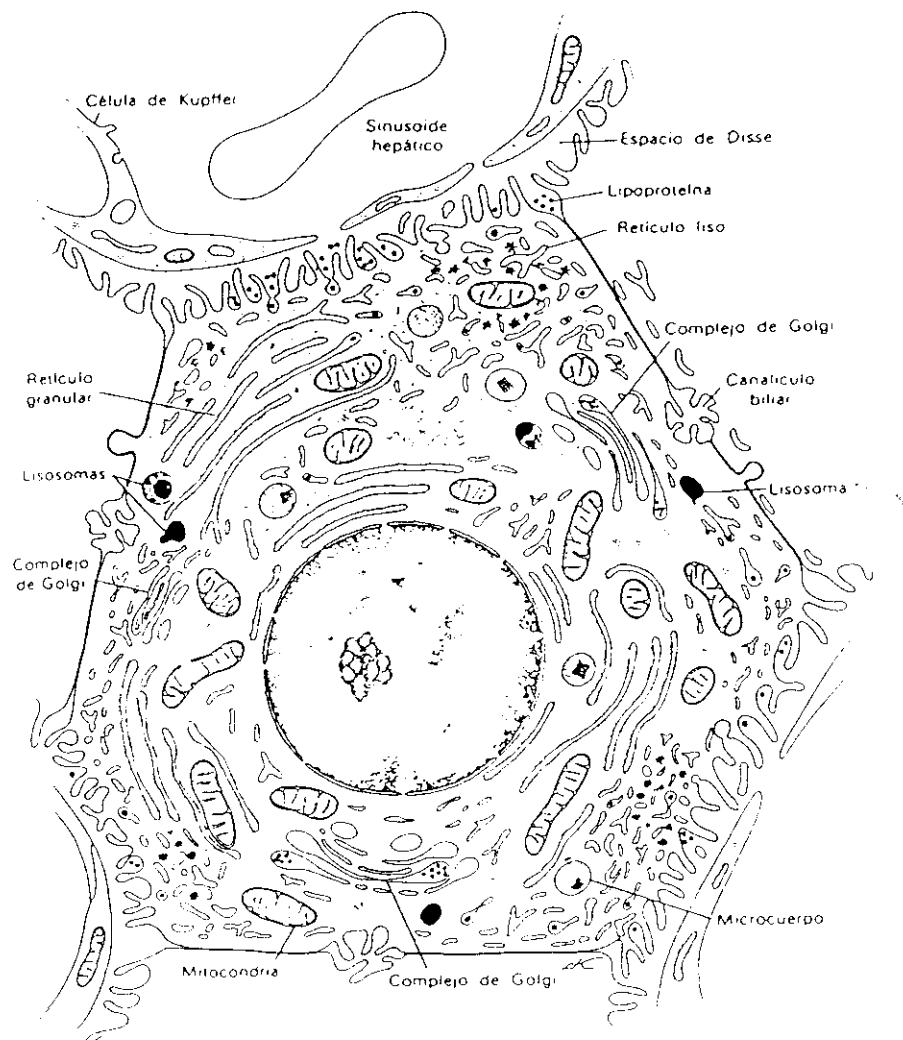 Célula de Kupffer
Sinusoide
hepático
Espacio de Disse
Lipoproteína
Retículo liso
Complejo de Golgi
Canalículo
biliar
Retículo
granular
Lisosomas
Lisosoma
Complejo
de Golgi
Microcuerpo
Mitocondria
Complejo de Golgi